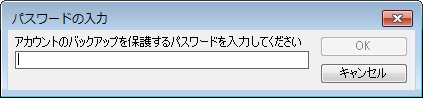 パスワードの入力
アカウントのバックアップを保護するパスワードを入力してください
OK
キャンセル